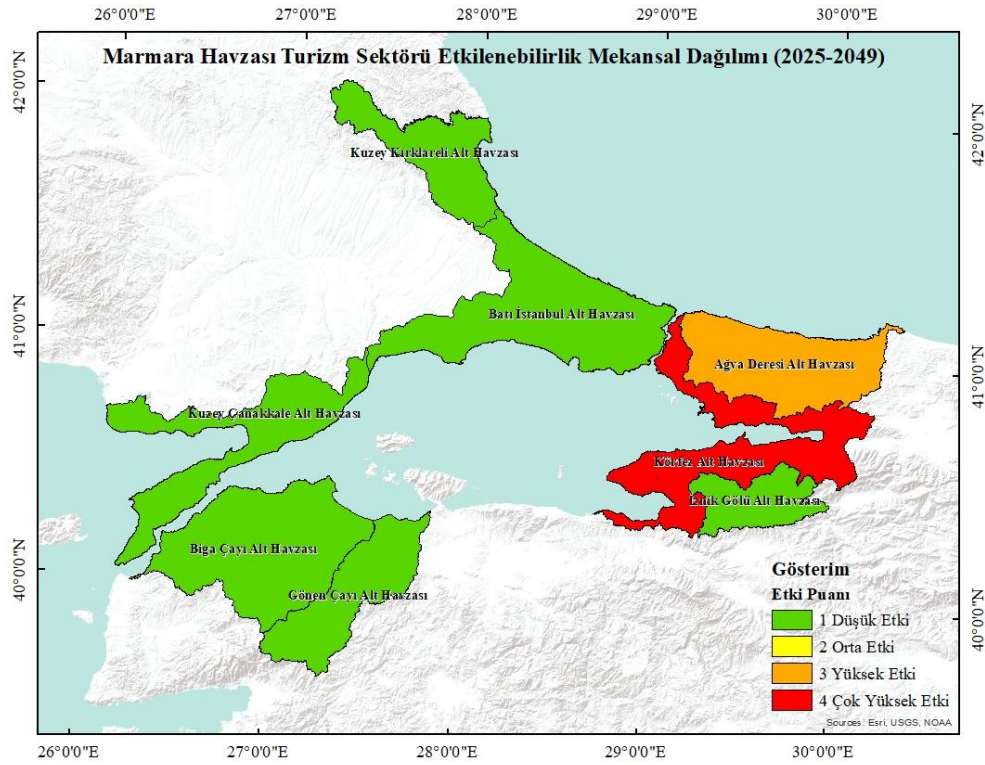 26°0'0"E 27°0'0"E 28°0'0"E 29°0'0"E 30°0'0"E
Marmara Havzası Turizm Sektörü Etkilenebilirlik Mekansal Dağılımı (2025-2049)
42°0'0"N
42°0'0"N
Kuzey Kırklareli Alt Havzası
Batı İstanbul Alt Havzası
41°0'0"N
Ağva Deresi Alt Havzası
41°0'0"N
Kuzey Çanakkale Alt Havzası
Körfez Alt Havzası
İznik Gölü Alt Havzası
Biga Çayı Alt Havzası
40°0'0"N
Gönen Çayı Alt Havzası
40°0'0"N
Gösterim
Etki Puanı
1 Düşük Etki
2 Orta Etki
3 Yüksek Etki
4 Çok Yüksek Etki
Sources: Esri, USGS, NOAA
26°0'0"E 27°0'0"E 28°0'0"E 29°0'0"E 30°0'0"E